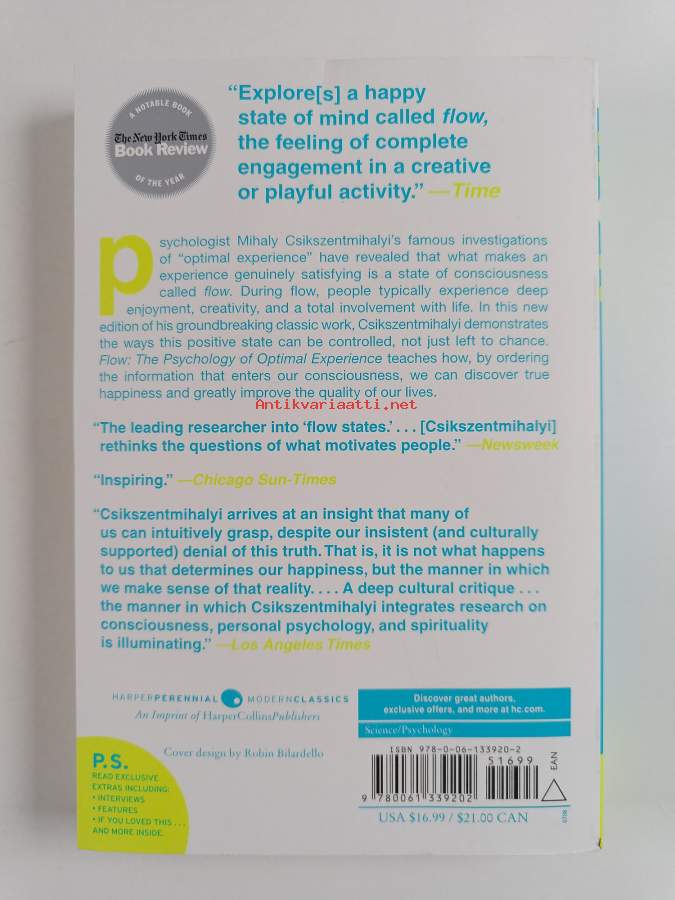 A NOTABLE BOOK
The New York Times
Book Review
OF THE YEAR
“Explore[s] a happy
state of mind called flow,
the feeling of complete
engagement in a creative
or playful activity.” —Time
psychologist Mihaly Csikszentmihalyi’s famous investigations
of “optimal experience” have revealed that what makes an
experience genuinely satisfying is a state of consciousness
called flow. During flow, people typically experience deep
enjoyment, creativity, and a total involvement with life. In this new
edition of his groundbreaking classic work, Csikszentmihalyi demonstrates
the ways this positive state can be controlled, not just left to chance.
Flow: The Psychology of Optimal Experience teaches how, by ordering
the information that enters our consciousness, we can discover true
happiness and greatly improve the quality of our lives.
Antikvariaatti.net
“The leading researcher into ‘flow states.’ . . . [Csikszentmihalyi]
rethinks the questions of what motivates people.” —Newsweek
“Inspiring.” —Chicago Sun-Times
“Csikszentmihalyi arrives at an insight that many of
us can intuitively grasp, despite our insistent (and culturally
supported) denial of this truth. That is, it is not what happens
to us that determines our happiness, but the manner in which
we make sense of that reality. . . . A deep cultural critique . . .
the manner in which Csikszentmihalyi integrates research on
consciousness, personal psychology, and spirituality
is illuminating.” —Los Angeles Times
HARPERPERENNIAL MODERNCLASSICS
An Imprint of HarperCollinsPublishers
Cover design by Robin Bilardello
P.S.
READ EXCLUSIVE
EXTRAS INCLUDING:
• INTERVIEWS
• FEATURES
• IF YOU LOVED THIS . . .
AND MORE INSIDE.
Discover great authors,
exclusive offers, and more at hc.com.
Science/Psychology
ISBN 978-0-06-133920-2
51699
EAN
9 780061 339202
USA $16.99 / $21.00 CAN